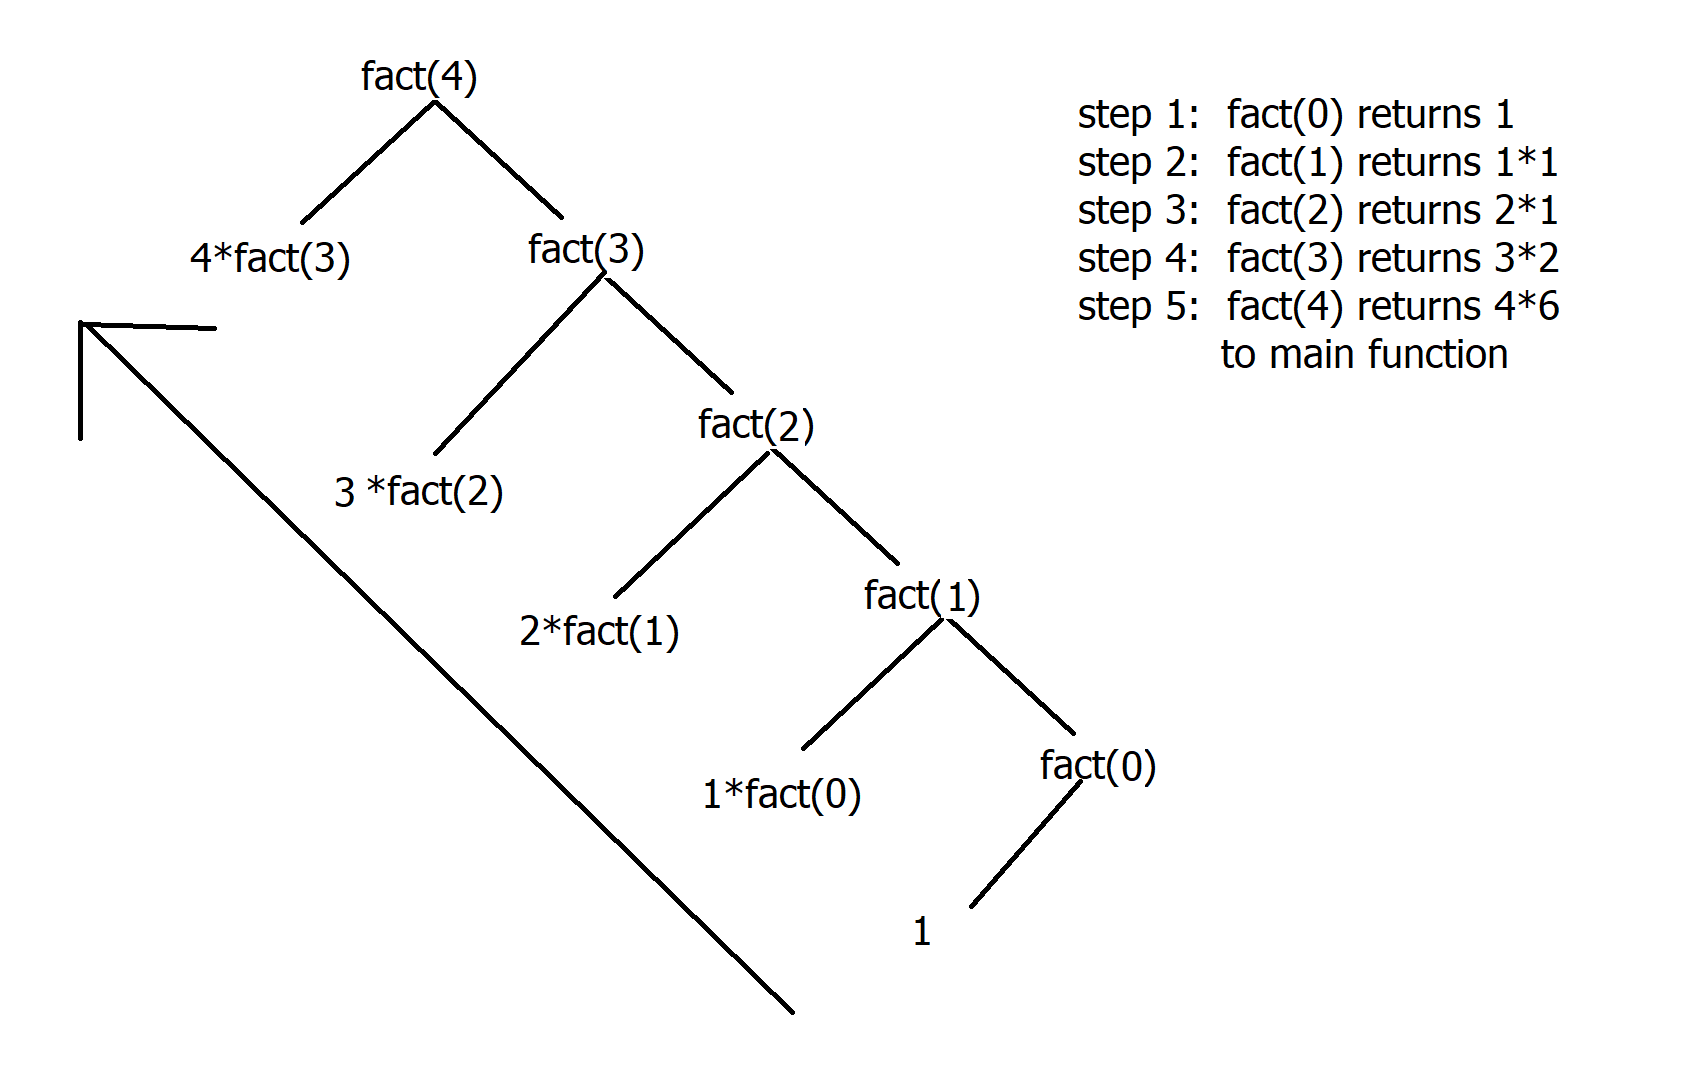 fact(4)
4*fact(3)
fact(3)
3 *fact(2)
fact(2)
2*fact(1)
fact(1)
1*fact(0)
fact(0)
1
step 1: fact(0) returns 1
step 2: fact(1) returns 1*1
step 3: fact(2) returns 2*1
step 4: fact(3) returns 3*2
step 5: fact(4) returns 4*6
to main function